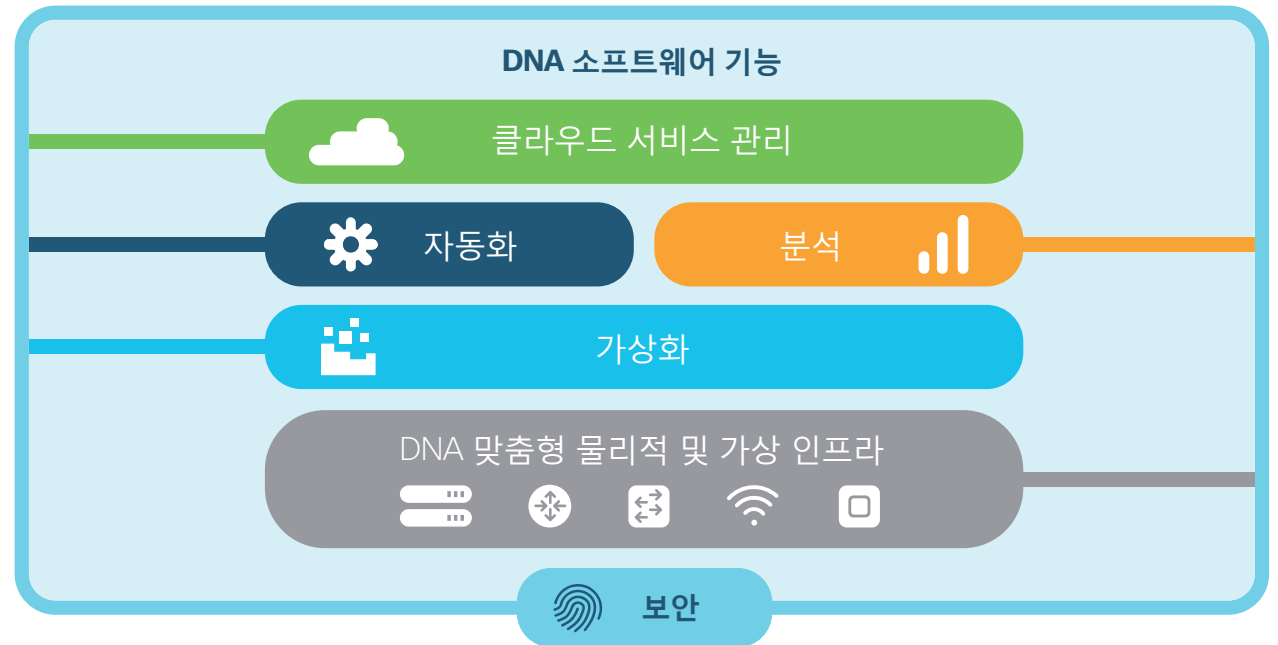 DNA 소프트웨어 기능
클라우드 서비스 관리
자동화
분석
가상화
DNA 맞춤형 물리적 및 가상 인프라
보안